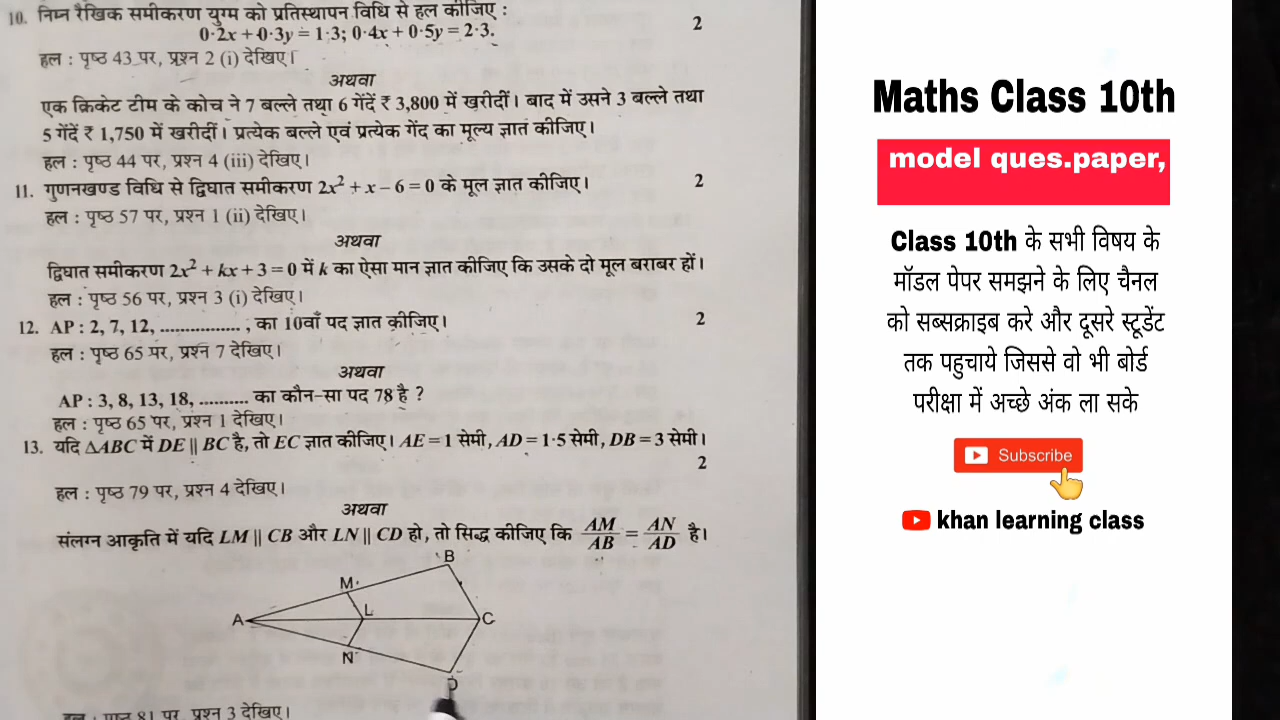 10. निम्न रैखिक समीकरण युग्म को प्रतिस्थापन विधि से हल कीजिए : 2
0·2x + 0·3y = 1·3; 0·4x + 0·5y = 2·3.
हल : पृष्ठ 43 पर, प्रश्न 2 (i) देखिए।
अथवा
एक क्रिकेट टीम के कोच ने 7 बल्ले तथा 6 गेंदें ₹ 3,800 में खरीदीं। बाद में उसने 3 बल्ले तथा
5 गेंदें ₹ 1,750 में खरीदीं। प्रत्येक बल्ले एवं प्रत्येक गेंद का मूल्य ज्ञात कीजिए।
हल : पृष्ठ 44 पर, प्रश्न 4 (iii) देखिए।
11. गुणनखण्ड विधि से द्विघात समीकरण 2x² + x – 6 = 0 के मूल ज्ञात कीजिए। 2
हल : पृष्ठ 57 पर, प्रश्न 1 (ii) देखिए।
अथवा
द्विघात समीकरण 2x² + kx + 3 = 0 में k का ऐसा मान ज्ञात कीजिए कि उसके दो मूल बराबर हों।
हल : पृष्ठ 56 पर, प्रश्न 3 (i) देखिए।
12. AP : 2, 7, 12, ................ , का 10वाँ पद ज्ञात कीजिए। 2
हल : पृष्ठ 65 पर, प्रश्न 7 देखिए।
अथवा
AP : 3, 8, 13, 18, .......... का कौन-सा पद 78 है ?
हल : पृष्ठ 65 पर, प्रश्न 1 देखिए।
13. यदि ΔABC में DE || BC है, तो EC ज्ञात कीजिए। AE = 1 सेमी, AD = 1·5 सेमी, DB = 3 सेमी।
2
हल : पृष्ठ 79 पर, प्रश्न 4 देखिए।
अथवा
संलग्न आकृति में यदि LM || CB और LN || CD हो, तो सिद्ध कीजिए कि AM/AB = AN/AD है।
B
M
A L C
N
D
हल : पृष्ठ 81 पर, प्रश्न 3 देखिए।
Maths Class 10th
model ques.paper,
Class 10th के सभी विषय के
मॉडल पेपर समझने के लिए चैनल
को सब्सक्राइब करे और दूसरे स्टूडेंट
तक पहुचाये जिससे वो भी बोर्ड
परीक्षा में अच्छे अंक ला सके
Subscribe
khan learning class